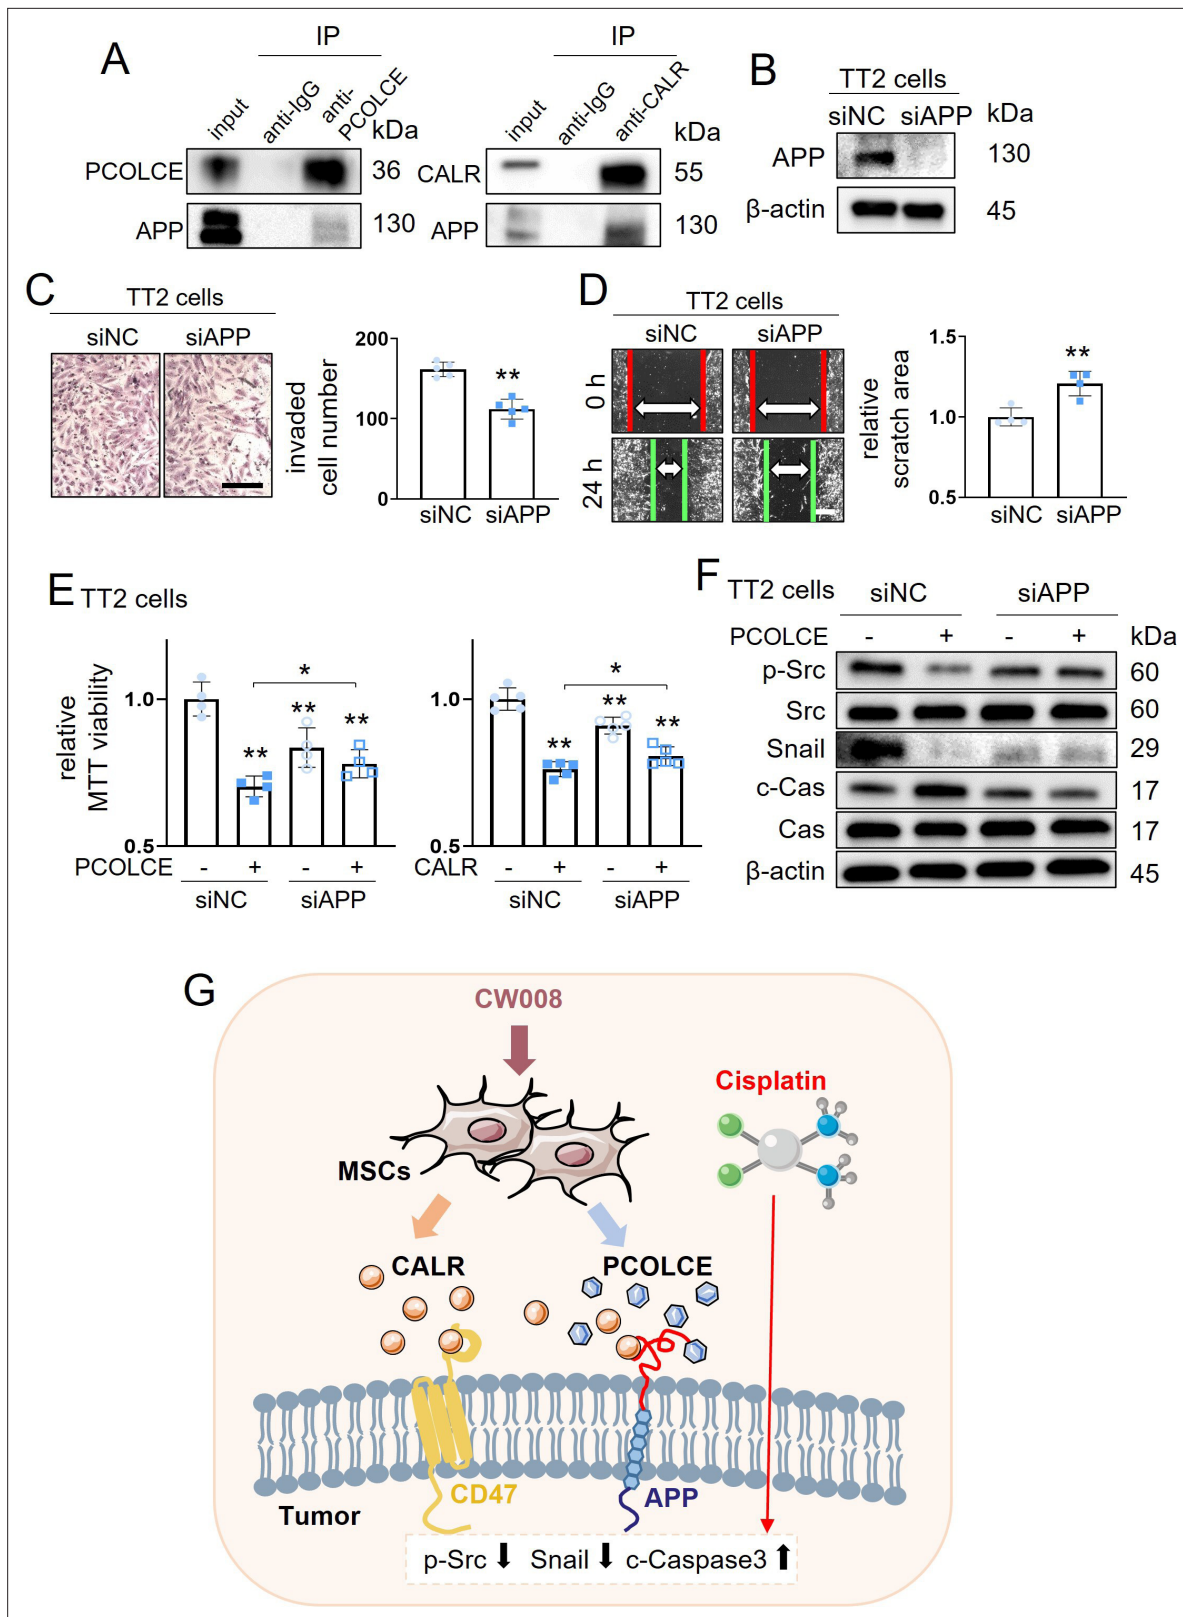 A
IP
input
anti-IgG
anti-
PCOLCE
kDa
PCOLCE
36
APP
130
IP
input
anti-IgG
anti-CALR
kDa
CALR
55
APP
130
B
TT2 cells
siNC siAPP kDa
APP
130
β-actin
45
C
TT2 cells
siNC siAPP
invaded
cell number
200
100
0
**
siNC siAPP
D
TT2 cells
siNC siAPP
0 h
24 h
relative
scratch area
1.5
1.0
0.5
**
siNC
siAPP
E TT2 cells
relative
MTT viability
1.0
0.5
*
**
**
**
PCOLCE - + - +
siNC siAPP
1.0
0.5
*
**
**
**
CALR - + - +
siNC siAPP
F TT2 cells siNC siAPP
PCOLCE - + - + kDa
p-Src 60
Src 60
Snail 29
c-Cas 17
Cas 17
β-actin 45
G
CW008
Cisplatin
MSCs
CALR
PCOLCE
CD47
APP
Tumor
p-Src Snail c-Caspase3